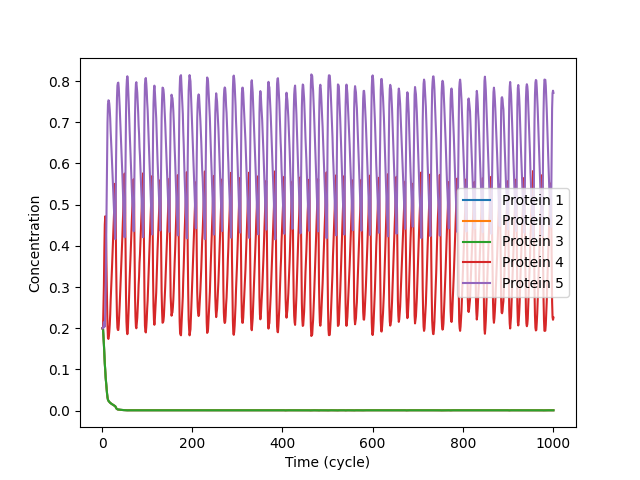 0.8
0.7
0.6
0.5
0.4
0.3
0.2
0.1
0.0
Concentration
0
200
400
600
800
1000
Time (cycle)
Protein 1
Protein 2
Protein 3
Protein 4
Protein 5